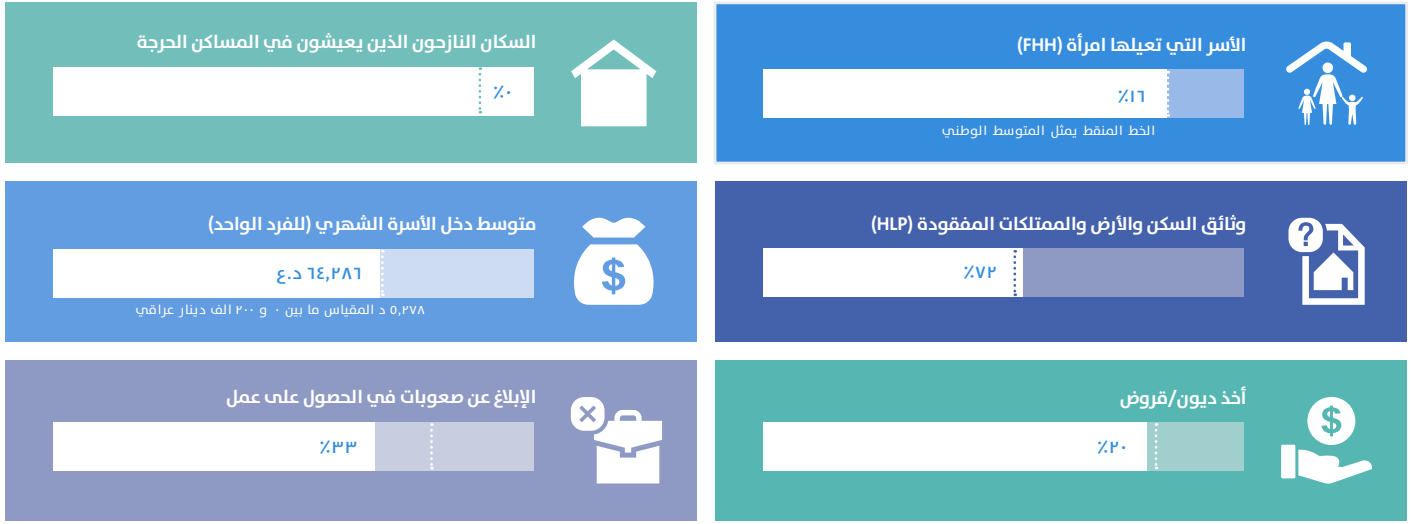 الأسر التي تعيلها امرأة (FHH)
١٦٪
الخط المنقط يمثل المتوسط الوطني
السكان النازحون الذين يعيشون في المساكن الحرجة
٠٪
وثائق السكن والأرض والممتلكات المفقودة (HLP)
٧٢٪
متوسط دخل الأسرة الشهري (للفرد الواحد)
٦٤,٢٨٦ د.ع
٥,٢٧٨ د المقياس ما بين ٠ و ٢٠٠ الف دينار عراقي
أخذ ديون/قروض
٢٠٪
الإبلاغ عن صعوبات في الحصول على عمل
٣٣٪